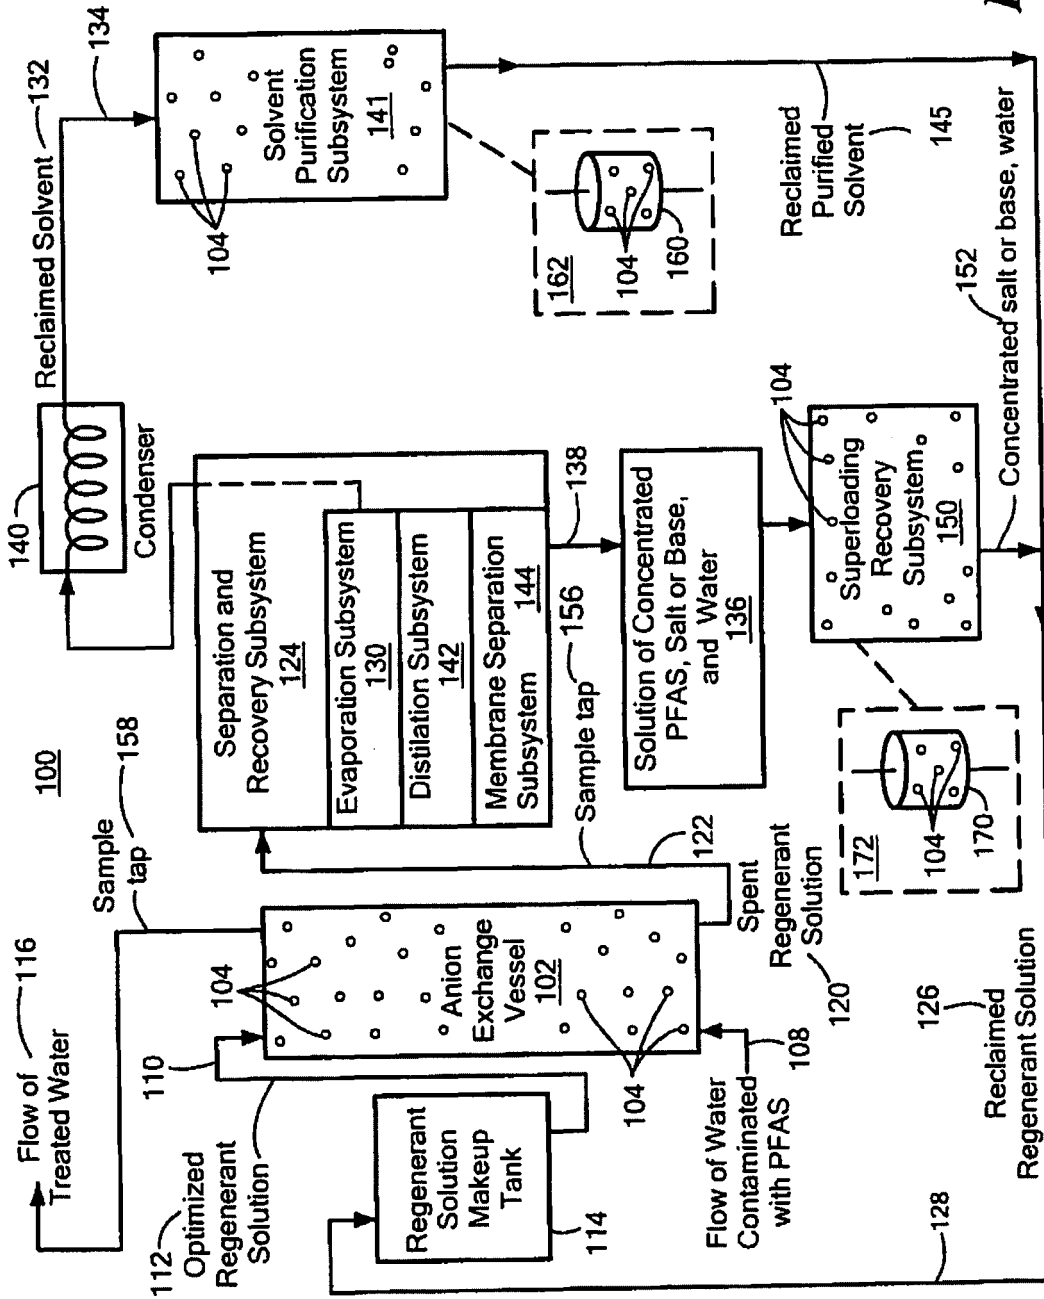 100
Flow of 116
Treated Water
Sample 158
tap
140
Condenser
Reclaimed Solvent 132
134
112 Optimized
Regenerant
Solution
110
104
Anion
Exchange
Vessel
102
104
Regenerant
Solution
Makeup
Tank
114
Flow of Water
Contaminated
with PFAS
108
Spent
Regenerant
Solution
120
122
Sample tap 156
Separation and
Recovery Subsystem
124
Evaporation Subsystem
130
Distilation Subsystem
142
Membrane Separation
Subsystem 144
138
Solution of Concentrated
PFAS, Salt or Base,
and Water
136
104
Solvent
Purification
Subsystem
141
162
104
160
Reclaimed
Purified
Solvent
145
104
Superloading
Recovery
Subsystem
150
172
104
170
152
Concentrated salt or base, water
126
Reclaimed
Regenerant Solution
128